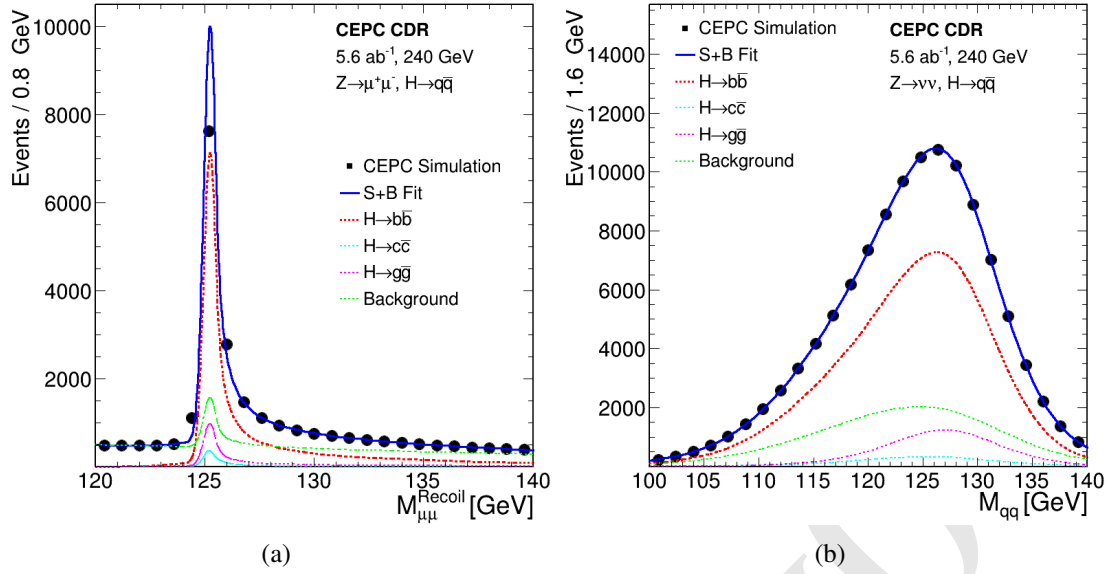 Events / 0.8 GeV
10000
8000
6000
4000
2000
CEPC CDR
5.6 ab⁻¹, 240 GeV
Z→μ⁺μ⁻, H→qq̅
CEPC Simulation
S+B Fit
H→bb̅
H→cc̅
H→gg̅
Background
120 125 130 135 140
M_μμ^Recoil [GeV]
(a)
Events / 1.6 GeV
14000
12000
10000
8000
6000
4000
2000
CEPC Simulation
S+B Fit
H→bb̅
H→cc̅
H→gg̅
Background
CEPC CDR
5.6 ab⁻¹, 240 GeV
Z→νν, H→qq̅
100 105 110 115 120 125 130 135 140
M_qq [GeV]
(b)